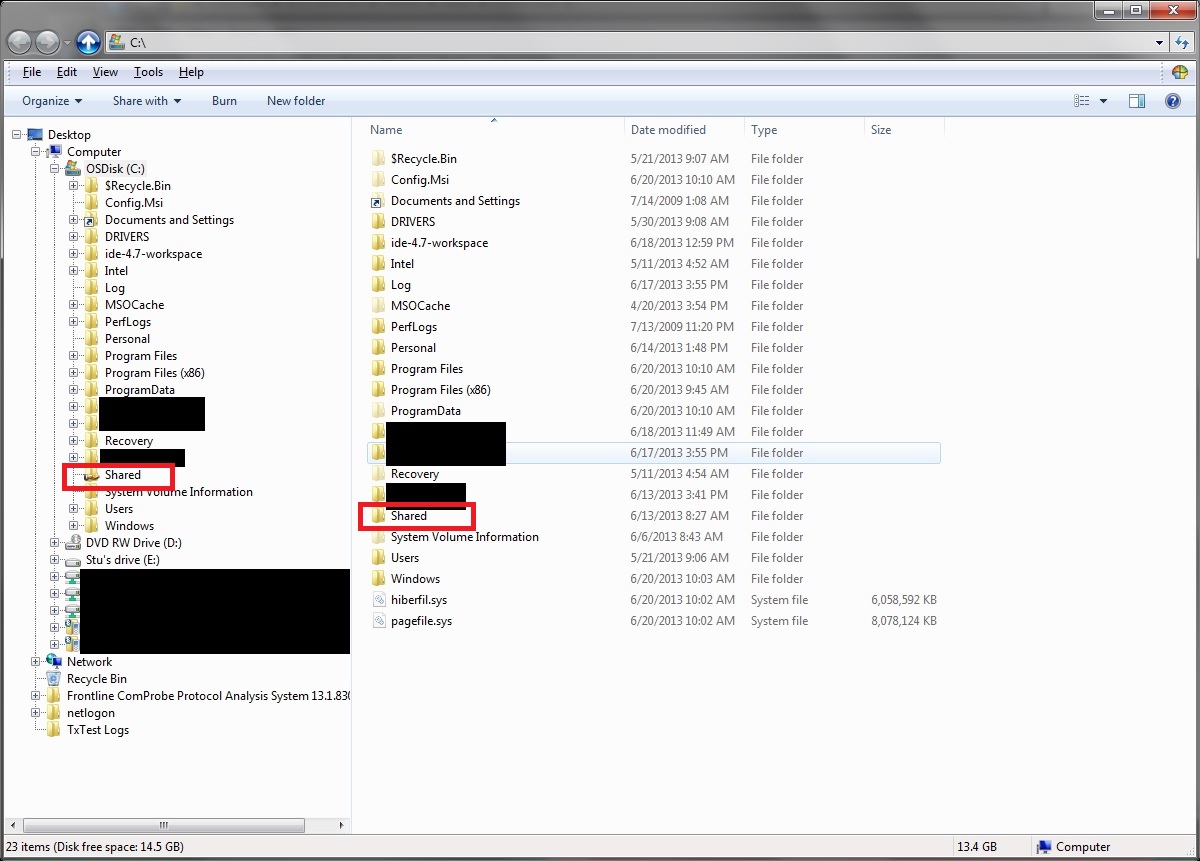 C:\
File Edit View Tools Help
Organize Share with Burn New folder
Desktop
Computer
OSDisk (C:)
$Recycle.Bin
Config.Msi
Documents and Settings
DRIVERS
ide-4.7-workspace
Intel
Log
MSOCache
PerfLogs
Personal
Program Files
Program Files (x86)
ProgramData
Recovery
Shared
System Volume Information
Users
Windows
DVD RW Drive (D:)
Stu's drive (E:)
Network
Recycle Bin
Frontline ComProbe Protocol Analysis System 13.1.830
netlogon
TxTest Logs
Name Date modified Type Size
$Recycle.Bin 5/21/2013 9:07 AM File folder
Config.Msi 6/20/2013 10:10 AM File folder
Documents and Settings 7/14/2009 1:08 AM File folder
DRIVERS 5/30/2013 9:08 AM File folder
ide-4.7-workspace 6/18/2013 12:59 PM File folder
Intel 5/11/2013 4:52 AM File folder
Log 6/17/2013 3:55 PM File folder
MSOCache 4/20/2013 3:54 PM File folder
PerfLogs 7/13/2009 11:20 PM File folder
Personal 6/14/2013 1:48 PM File folder
Program Files 6/20/2013 10:10 AM File folder
Program Files (x86) 6/20/2013 9:45 AM File folder
ProgramData 6/20/2013 10:10 AM File folder
6/18/2013 11:49 AM File folder
6/17/2013 3:55 PM File folder
Recovery 5/11/2013 4:54 AM File folder
6/13/2013 3:41 PM File folder
Shared 6/13/2013 8:27 AM File folder
System Volume Information 6/6/2013 8:43 AM File folder
Users 5/21/2013 9:06 AM File folder
Windows 6/20/2013 10:03 AM File folder
hiberfil.sys 6/20/2013 10:02 AM System file 6,058,592 KB
pagefile.sys 6/20/2013 10:02 AM System file 8,078,124 KB
23 items (Disk free space: 14.5 GB) 13.4 GB Computer